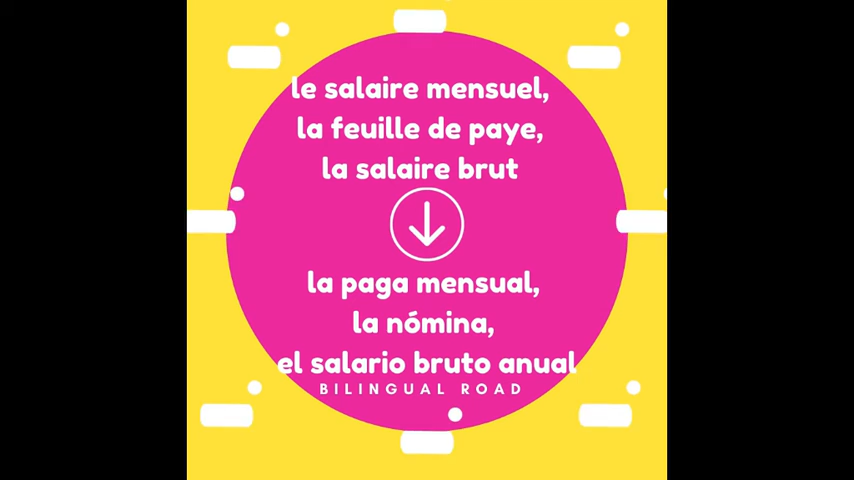 le salaire mensuel,
la feuille de paye,
la salaire brut
la paga mensual,
la nómina,
el salario bruto anual
BILINGUAL ROAD